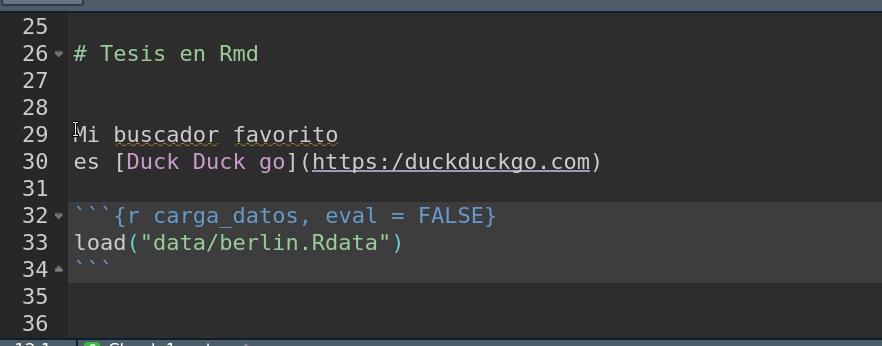 25
26 # Tesis en Rmd
27
28
29 Mi buscador favorito
30 es [Duck Duck go](https:/duckduckgo.com)
31
32 ```{r carga_datos, eval = FALSE}
33 load("data/berlin.Rdata")
34 ```
35
36